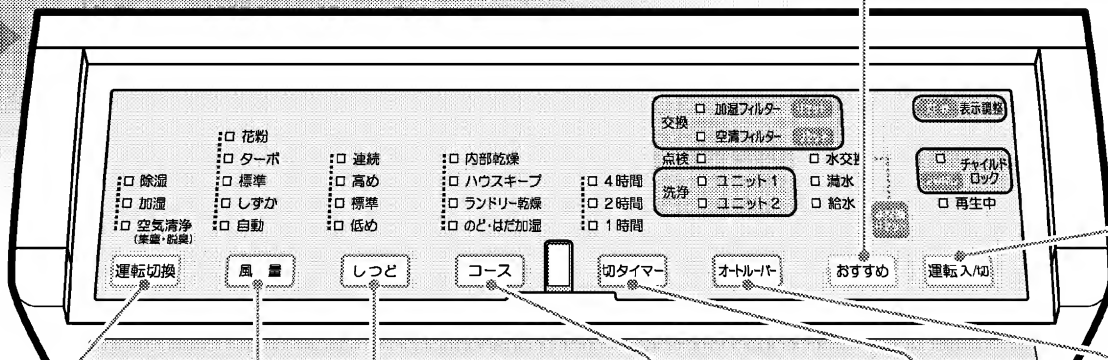 加湿フィルター
交換
空清フィルター
表示調整
花粉
ターボ
連続
内部乾燥
点検
水交換
チャイルド
ロック
除湿
標準
高め
ハウスキープ
4時間
洗浄
ユニット1
満水
加湿
しずか
標準
ランドリー乾燥
2時間
ユニット2
給水
再生中
空気清浄
(集塵・脱臭)
自動
低め
のど・はだ加湿
1時間
運転切換
風量
しつど
コース
切タイマー
オートルーバー
おすすめ
運転入/切